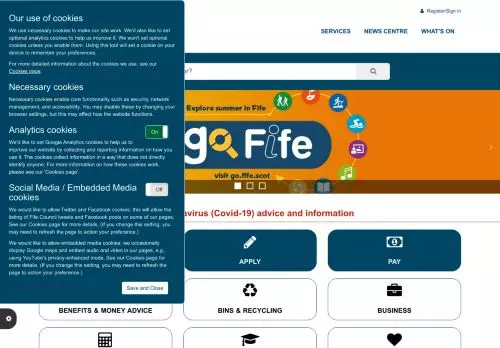 Our use of cookies
We use necessary cookies to make our site work. We'd also like to set
optional analytics cookies to help us improve it. We won't set optional
cookies unless you enable them. Using this tool will set a cookie on your
device to remember your preferences.
For more detailed information about the cookies we use, see our
Cookies page.
Necessary cookies
Necessary cookies enable core functionality such as security, network
management, and accessibility. You may disable these by changing your
browser settings, but this may affect how the website functions.
Analytics cookies
On
We'd like to set Google Analytics cookies to help us to
improve our website by collecting and reporting information on how you
use it. The cookies collect information in a way that does not directly
identify anyone. For more information on how these cookies work,
please see our 'Cookies page'.
Social Media / Embedded Media
cookies
Off
We would like to allow Twitter and Facebook cookies: this will allow the
listing of Fife Council tweets and Facebook posts on some of our pages.
See our Cookies Page for more details. (If you change this setting, you
may need to refresh the page to action your preference.)
We would like to allow embedded media cookies: we occasionally
display Google maps and embed audio and video in our pages, e.g.,
using YouTube's privacy-enhanced mode. See our Cookies page for
more details. (If you change this setting, you may need to refresh the
page to action your preference.)
Save and Close
Register/Sign in
SERVICES
NEWS CENTRE
WHAT'S ON
or?
Explore summer in Fife
go Fife
visit go.fife.scot
avirus (Covid-19) advice and information
APPLY
PAY
BENEFITS & MONEY ADVICE
BINS & RECYCLING
BUSINESS